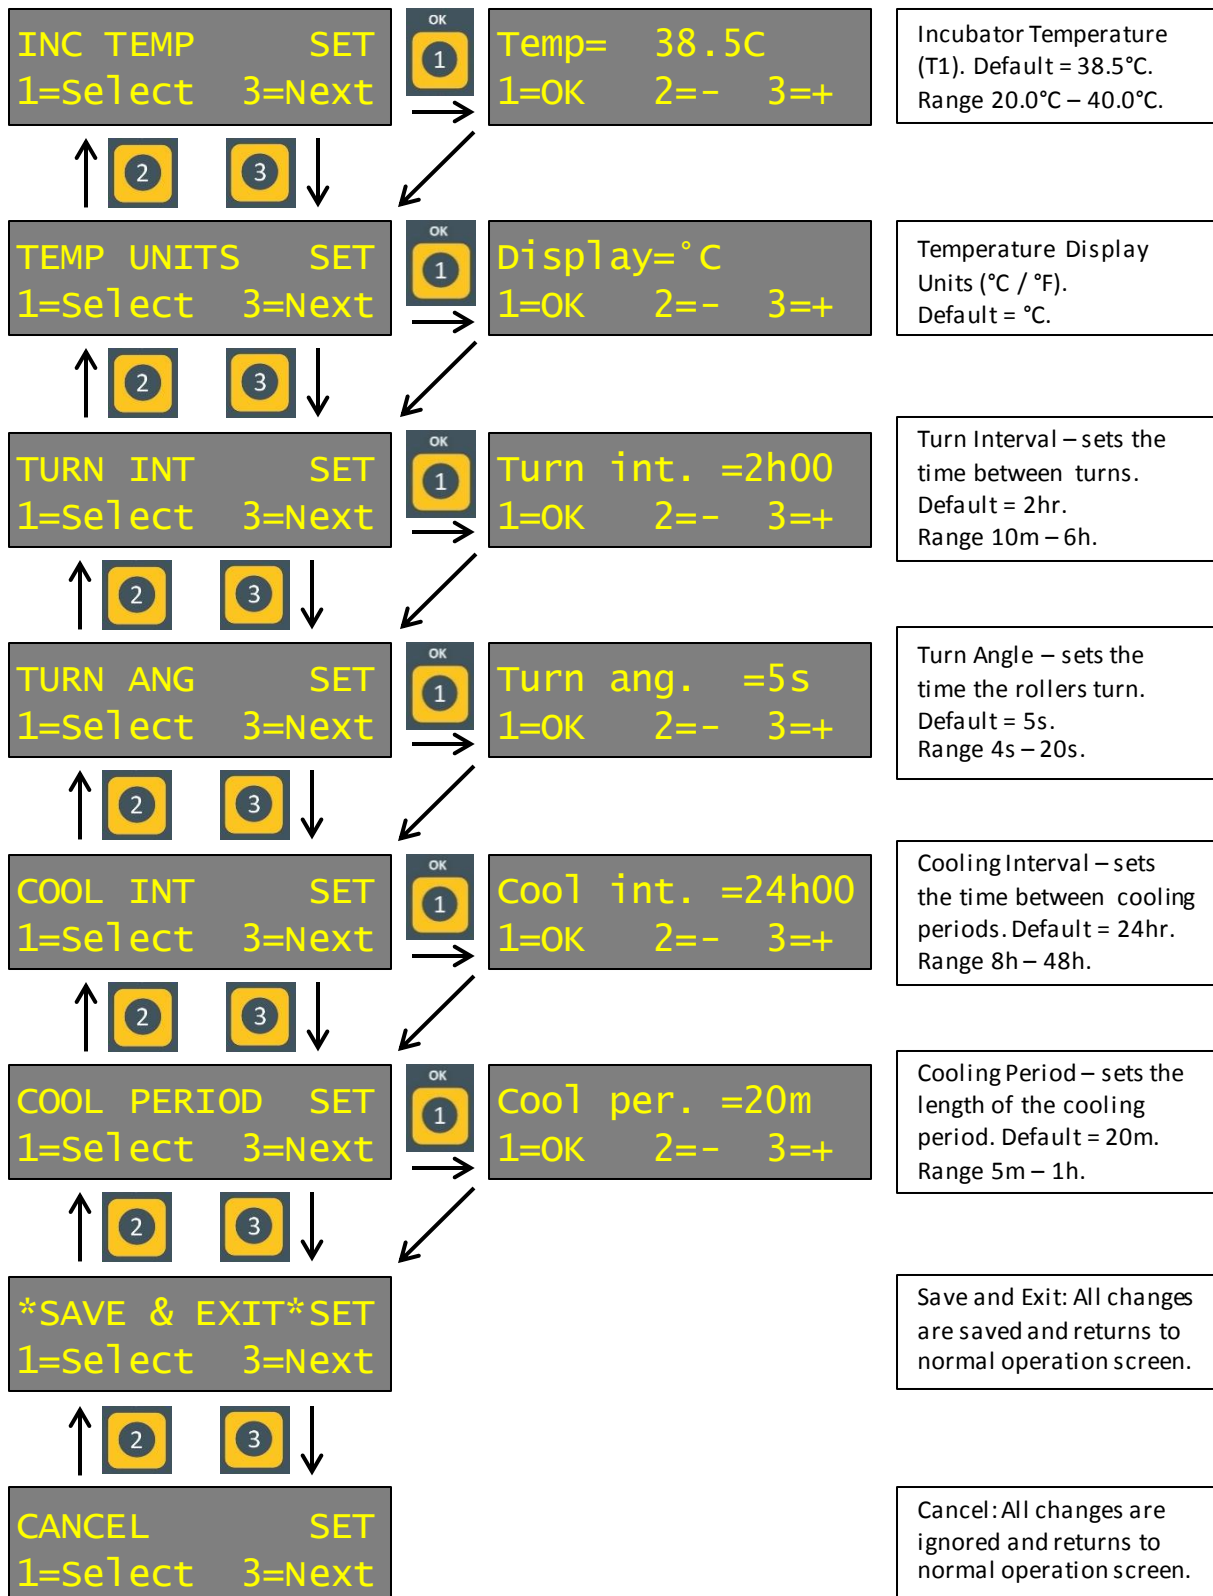 INC TEMP SET
1=Select 3=Next
OK
1
Temp= 38.5C
1=OK 2=- 3=+
Incubator Temperature
(T1). Default = 38.5°C.
Range 20.0°C – 40.0°C.
2
3
TEMP UNITS SET
1=Select 3=Next
OK
1
Display=°C
1=OK 2=- 3=+
Temperature Display
Units (°C / °F).
Default = °C.
2
3
TURN INT SET
1=Select 3=Next
OK
1
Turn int. =2h00
1=OK 2=- 3=+
Turn Interval – sets the
time between turns.
Default = 2hr.
Range 10m – 6h.
2
3
TURN ANG SET
1=Select 3=Next
OK
1
Turn ang. =5s
1=OK 2=- 3=+
Turn Angle – sets the
time the rollers turn.
Default = 5s.
Range 4s – 20s.
2
3
COOL INT SET
1=Select 3=Next
OK
1
Cool int. =24h00
1=OK 2=- 3=+
Cooling Interval – sets
the time between cooling
periods. Default = 24hr.
Range 8h – 48h.
2
3
COOL PERIOD SET
1=Select 3=Next
OK
1
Cool per. =20m
1=OK 2=- 3=+
Cooling Period – sets the
length of the cooling
period. Default = 20m.
Range 5m – 1h.
2
3
*SAVE & EXIT*SET
1=Select 3=Next
Save and Exit: All changes
are saved and returns to
normal operation screen.
2
3
CANCEL SET
1=Select 3=Next
Cancel: All changes are
ignored and returns to
normal operation screen.